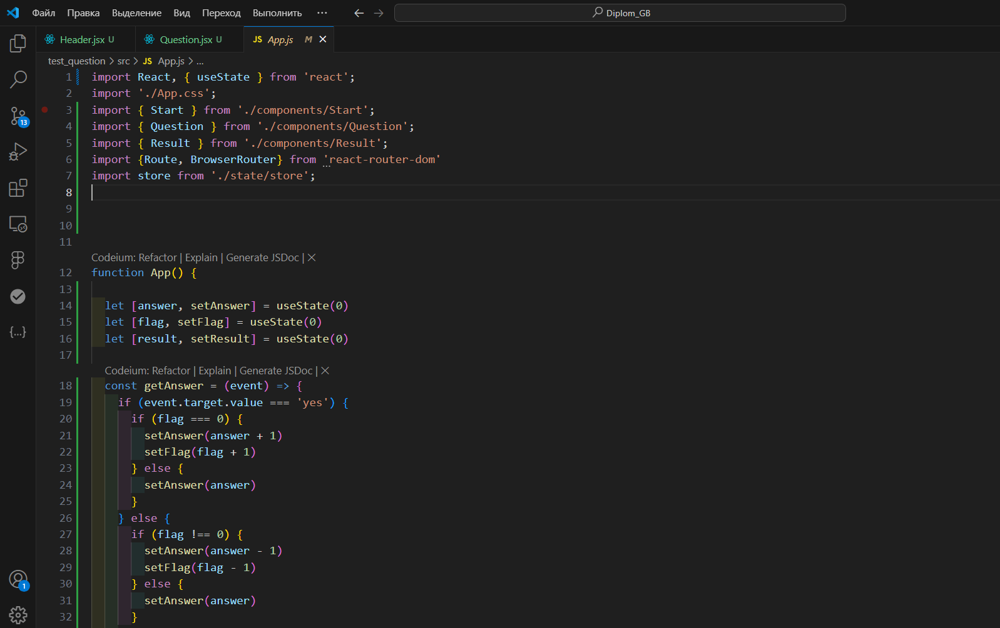 Файл Правка Выделение Вид Переход Выполнить ··· Diplom_GB
Header.jsx U Question.jsx U JS App.js M
test_question > src > JS App.js > ...
1 import React, { useState } from 'react';
2 import './App.css';
3 import { Start } from './components/Start';
4 import { Question } from './components/Question';
5 import { Result } from './components/Result';
6 import {Route, BrowserRouter} from 'react-router-dom'
7 import store from './state/store';
8
9
10
11
Codeium: Refactor | Explain | Generate JSDoc | ×
12 function App() {
13
14 let [answer, setAnswer] = useState(0)
15 let [flag, setFlag] = useState(0)
16 let [result, setResult] = useState(0)
17
Codeium: Refactor | Explain | Generate JSDoc | ×
18 const getAnswer = (event) => {
19 if (event.target.value === 'yes') {
20 if (flag === 0) {
21 setAnswer(answer + 1)
22 setFlag(flag + 1)
23 } else {
24 setAnswer(answer)
25 }
26 } else {
27 if (flag !== 0) {
28 setAnswer(answer - 1)
29 setFlag(flag - 1)
30 } else {
31 setAnswer(answer)
32 }
13
1